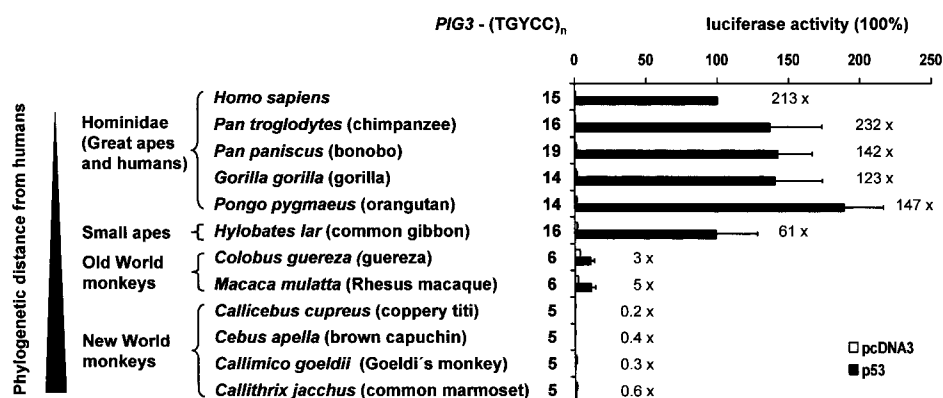 PIG3 - (TGYCC)n luciferase activity (100%)
0 50 100 150 200 250
Phylogenetic distance from humans
Hominidae
(Great apes
and humans)
Homo sapiens 15 213 x
Pan troglodytes (chimpanzee) 16 232 x
Pan paniscus (bonobo) 19 142 x
Gorilla gorilla (gorilla) 14 123 x
Pongo pygmaeus (orangutan) 14 147 x
Small apes
Hylobates lar (common gibbon) 16 61 x
Old World
monkeys
Colobus guereza (guereza) 6 3 x
Macaca mulatta (Rhesus macaque) 6 5 x
New World
monkeys
Callicebus cupreus (coppery titi) 5 0.2 x
Cebus apella (brown capuchin) 5 0.4 x
Callimico goeldii (Goeldi´s monkey) 5 0.3 x
Callithrix jacchus (common marmoset) 5 0.6 x
pcDNA3
p53